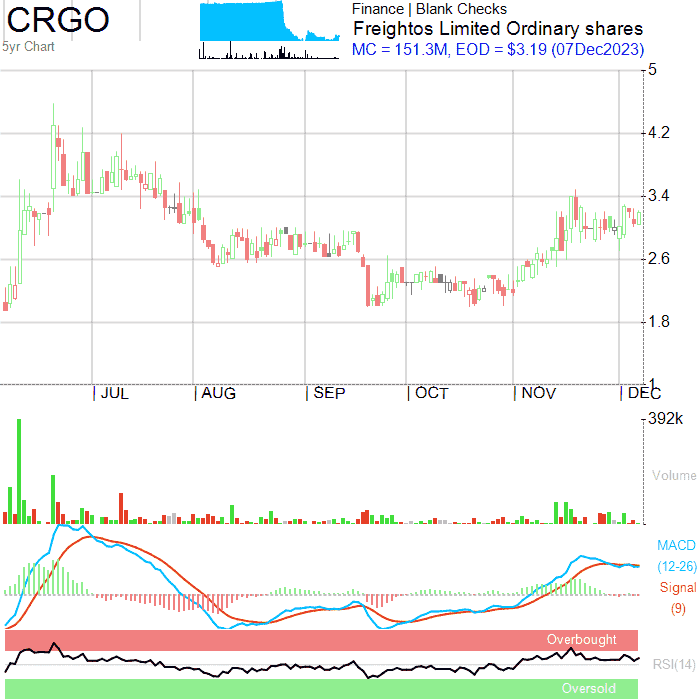 CRGO
5yr Chart
Finance | Blank Checks
Freightos Limited Ordinary shares
MC = 151.3M, EOD = $3.19 (07Dec2023)
5
4.2
3.4
2.6
1.8
1
JUL AUG SEP OCT NOV DEC
392k
Volume
MACD
(12-26)
Signal
(9)
Overbought
RSI(14)
Oversold